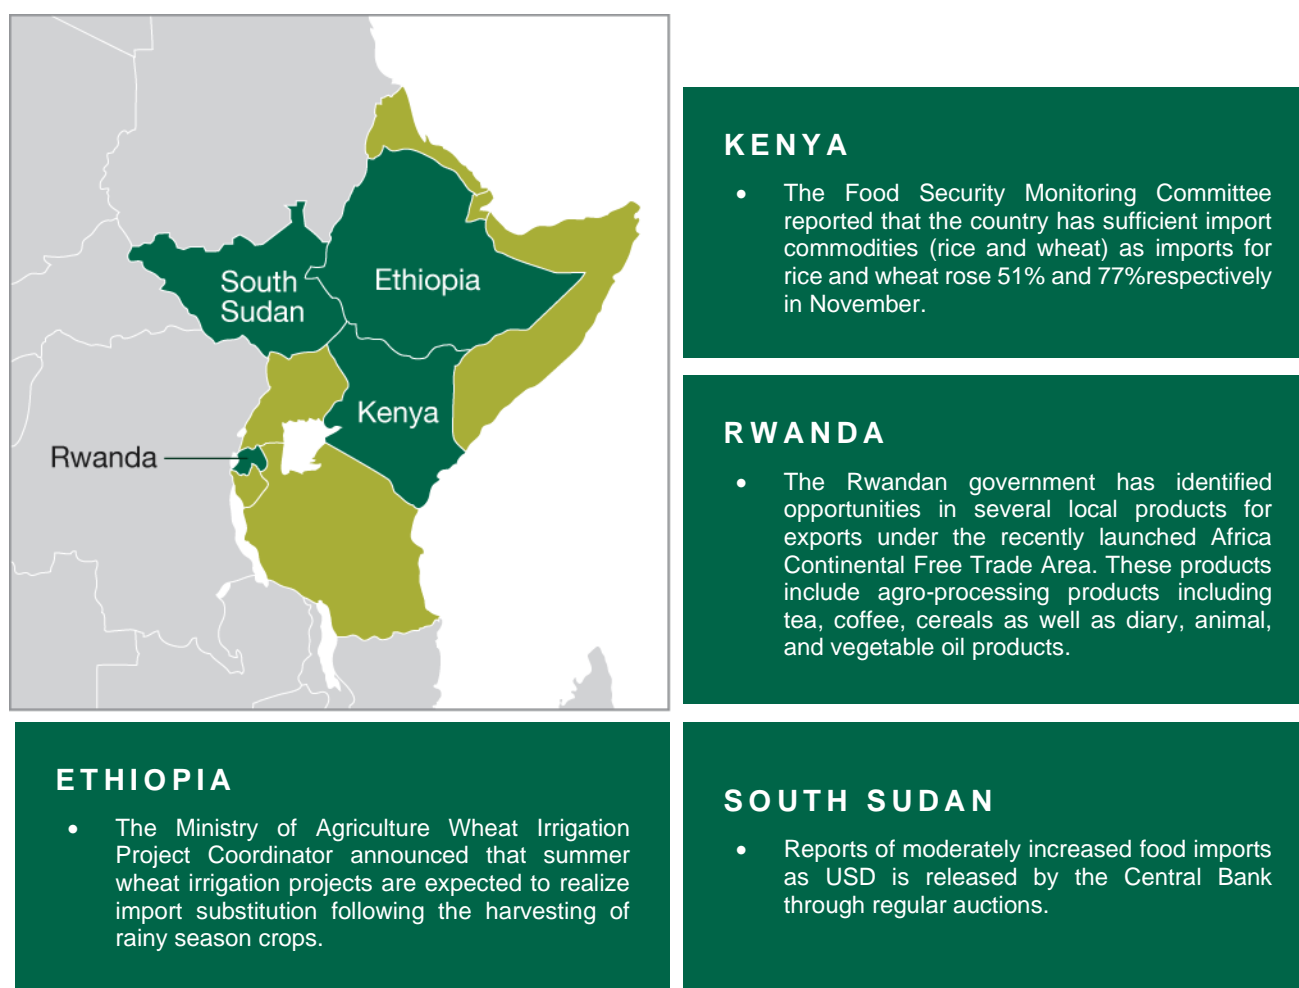 South
Sudan
Ethiopia
Kenya
Rwanda
KENYA
• The Food Security Monitoring Committee
reported that the country has sufficient import
commodities (rice and wheat) as imports for
rice and wheat rose 51% and 77%respectively
in November.
RWANDA
• The Rwandan government has identified
opportunities in several local products for
exports under the recently launched Africa
Continental Free Trade Area. These products
include agro-processing products including
tea, coffee, cereals as well as diary, animal,
and vegetable oil products.
ETHIOPIA
• The Ministry of Agriculture Wheat Irrigation
Project Coordinator announced that summer
wheat irrigation projects are expected to realize
import substitution following the harvesting of
rainy season crops.
SOUTH SUDAN
• Reports of moderately increased food imports
as USD is released by the Central Bank
through regular auctions.